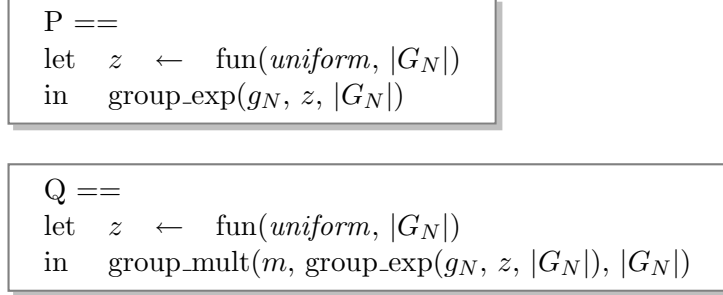 P ==
let z ← fun(uniform, |G_N|)
in group_exp(g_N, z, |G_N|)
Q ==
let z ← fun(uniform, |G_N|)
in group_mult(m, group_exp(g_N, z, |G_N|), |G_N|)